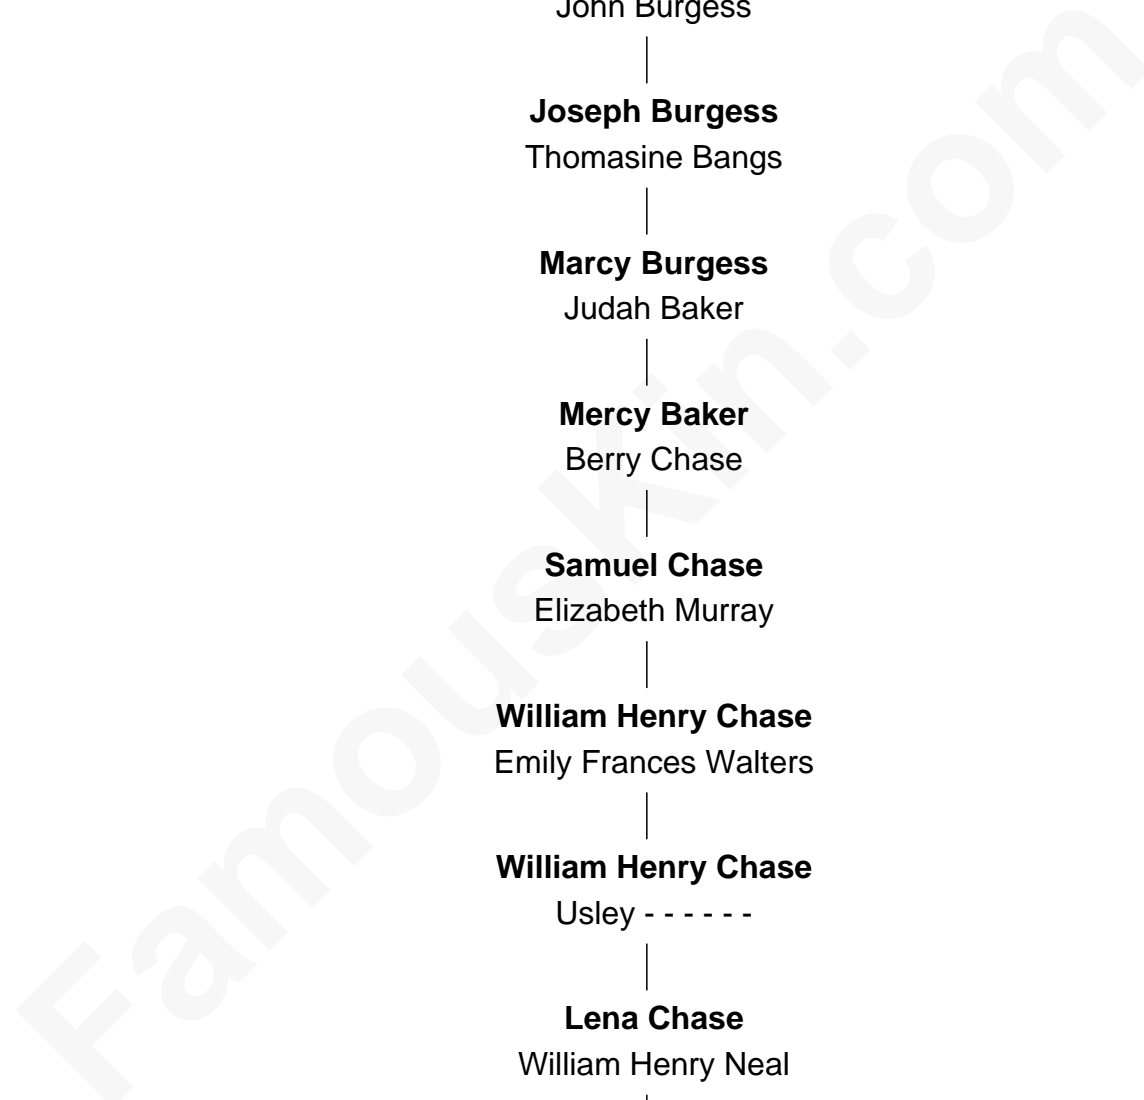 John Burgess
Joseph Burgess
Thomasine Bangs
Marcy Burgess
Judah Baker
Mercy Baker
Berry Chase
Samuel Chase
Elizabeth Murray
William Henry Chase
Emily Frances Walters
William Henry Chase
Usley - - - - - -
Lena Chase
William Henry Neal
FamousKin.com